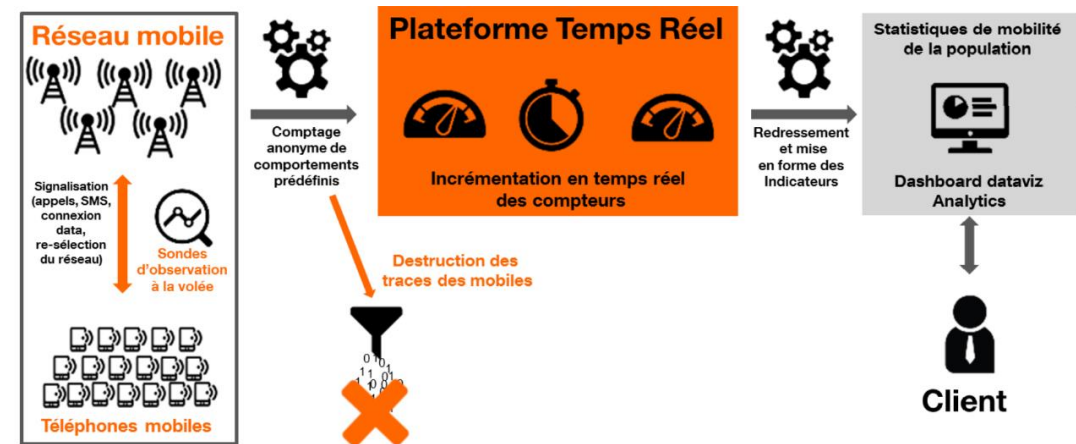 Réseau mobile
Signalisation
(appels, SMS,
connexion
data,
re-sélection
du réseau)
Sondes
d'observation
à la volée
Téléphones mobiles
Comptage
anonyme de
comportements
prédéfinis
Destruction des
traces des mobiles
Plateforme Temps Réel
Incrémentation en temps réel
des compteurs
Redressement
et mise
en forme des
Indicateurs
Statistiques de mobilité
de la population
Dashboard dataviz
Analytics
Client